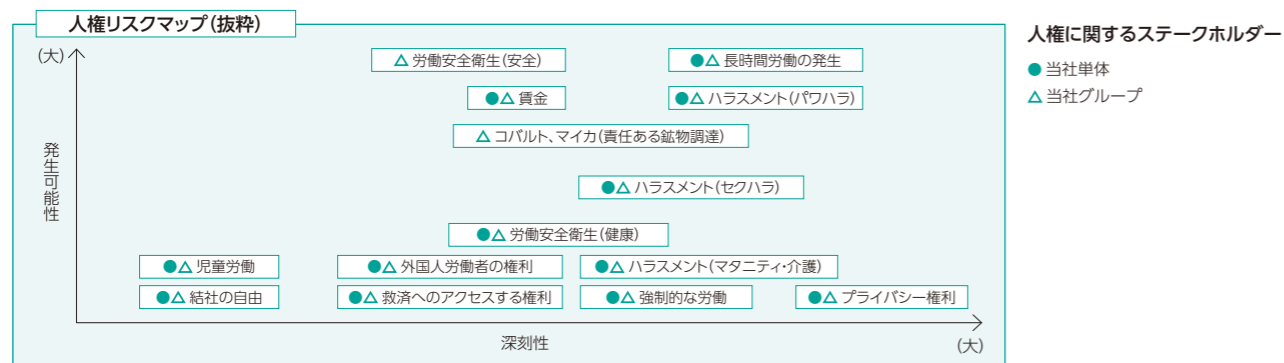 人権リスクマップ(抜粋)
人権に関するステークホルダー
●当社単体
△当社グループ
(大)
発生可能性
△ 労働安全衛生(安全)
●△ 長時間労働の発生
●△ 賃金
●△ ハラスメント(パワハラ)
△ コバルト、マイカ(責任ある鉱物調達)
●△ ハラスメント(セクハラ)
●△ 労働安全衛生(健康)
●△ 児童労働
●△ 外国人労働者の権利
●△ ハラスメント(マタニティ・介護)
●△ 結社の自由
●△ 救済へのアクセスする権利
●△ 強制的な労働
●△ プライバシー権利
深刻性
(大)